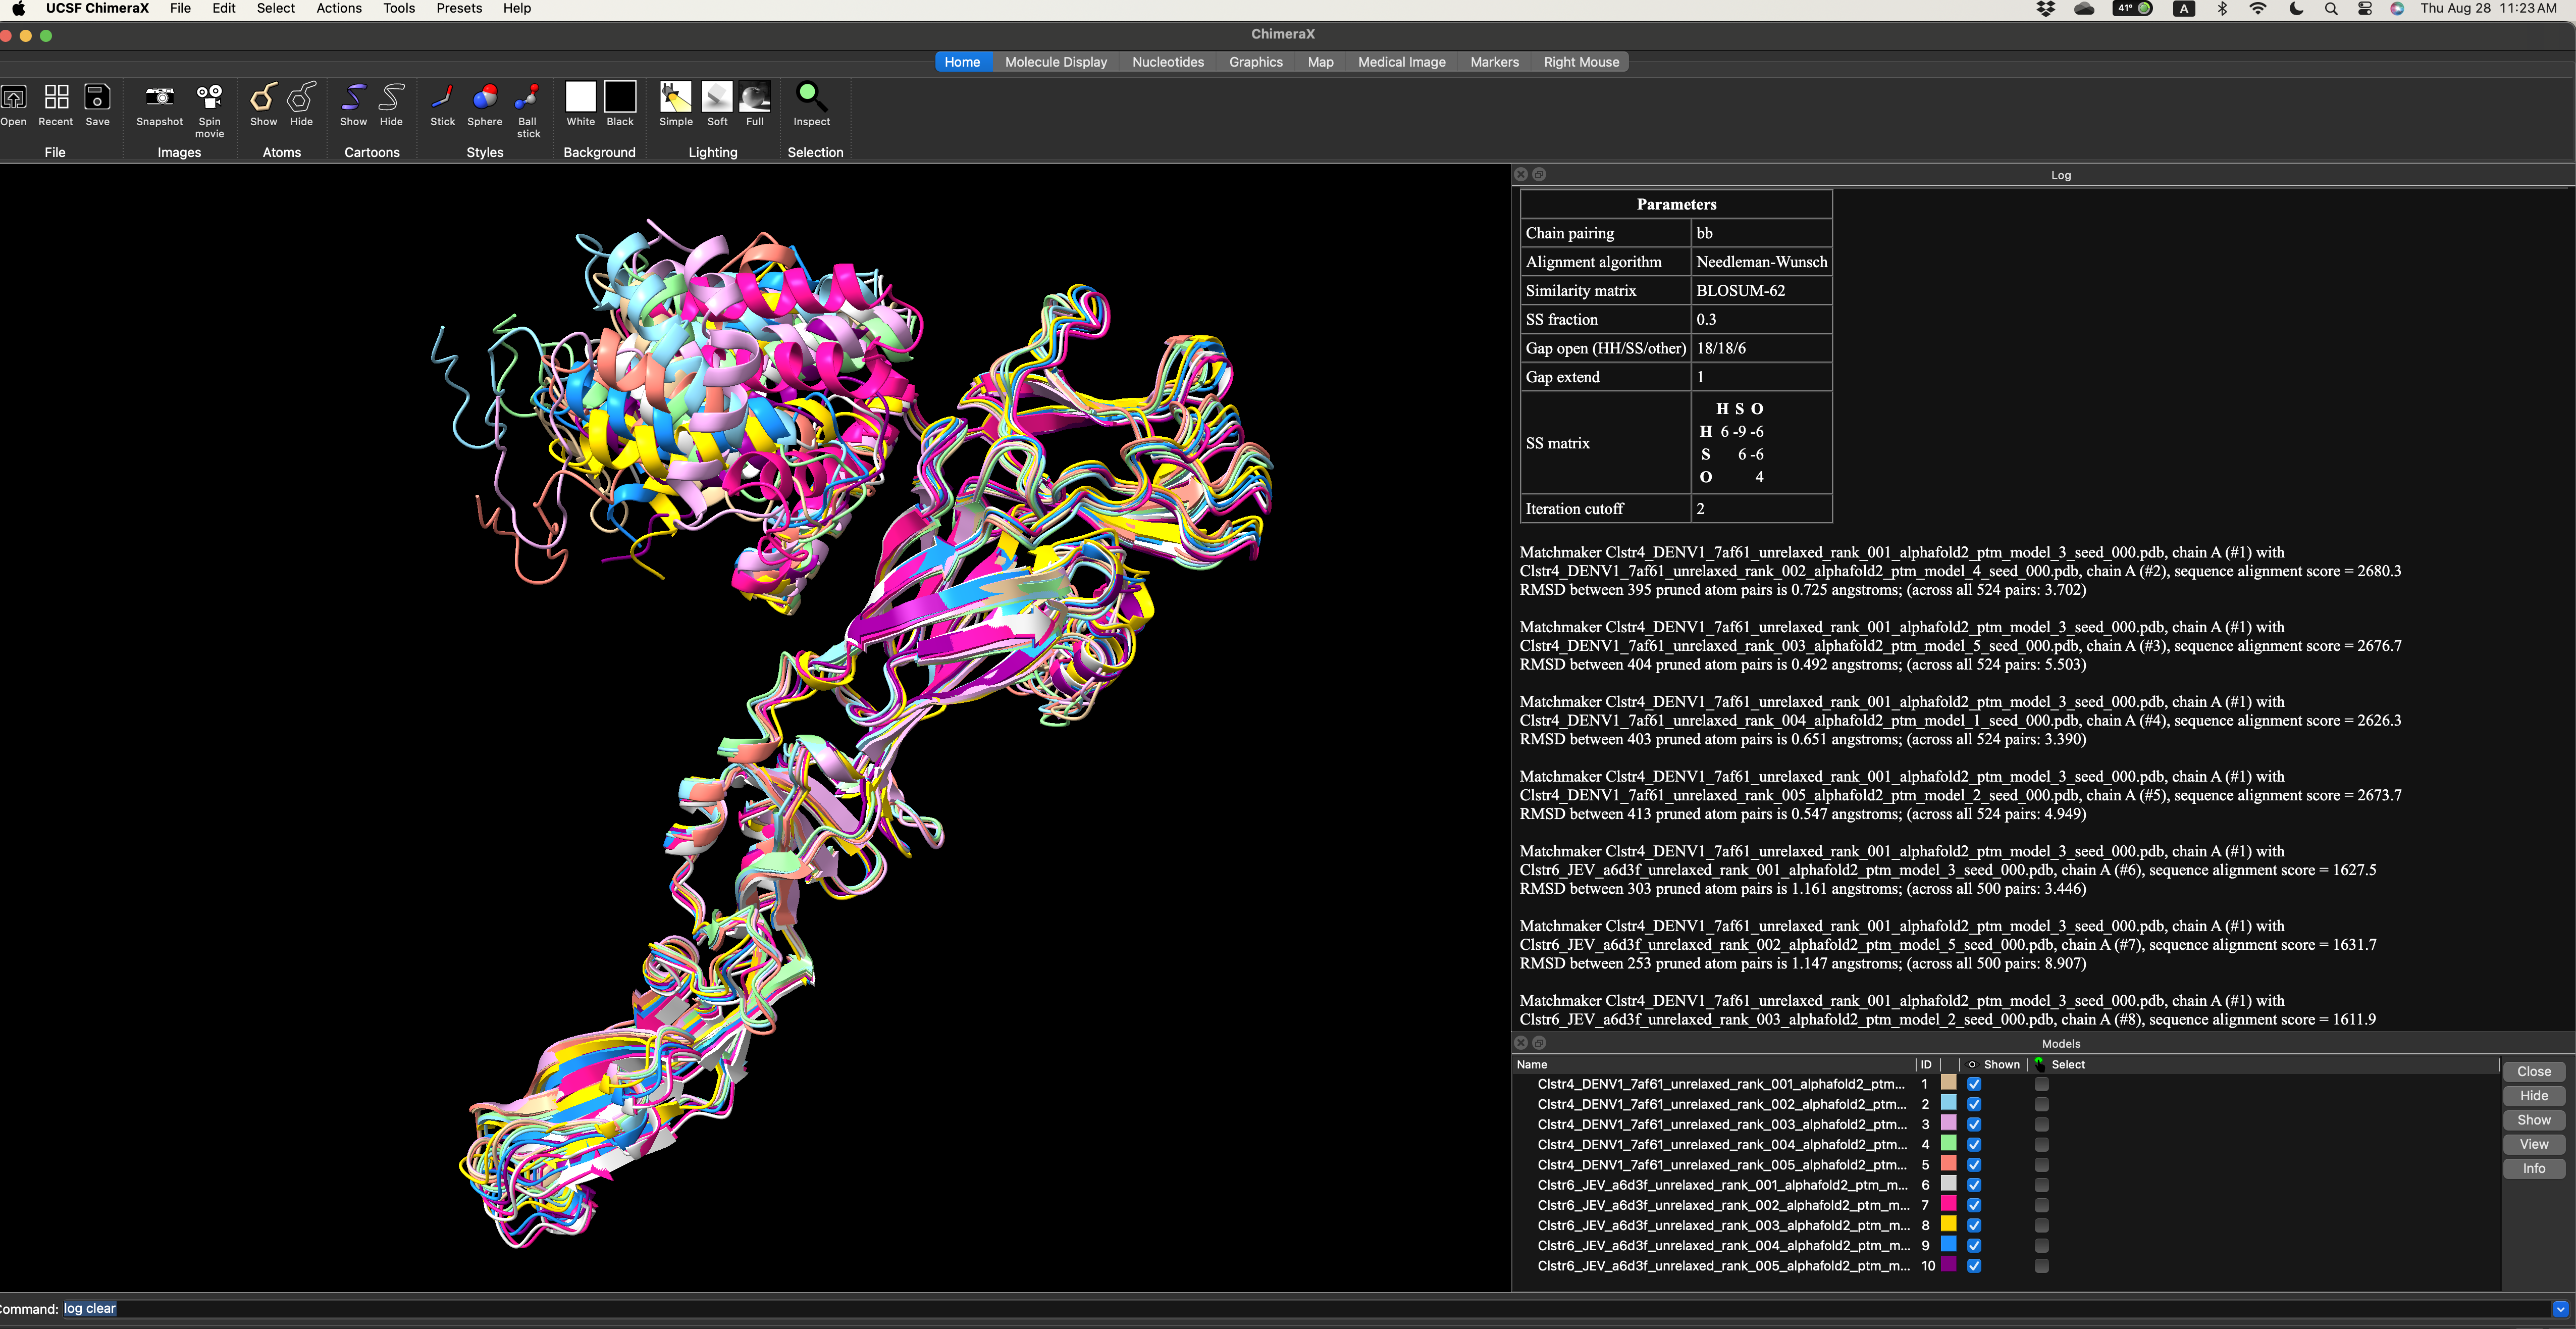 UCSF ChimeraX File Edit Select Actions Tools Presets Help
41° A Thu Aug 28 11:23 AM
ChimeraX
Home Molecule Display Nucleotides Graphics Map Medical Image Markers Right Mouse
Open Recent Save Snapshot Spin movie Show Hide Show Hide Stick Sphere Ball stick White Black Simple Soft Full Inspect
File Images Atoms Cartoons Styles Background Lighting Selection
Log
Parameters
Chain pairing bb
Alignment algorithm Needleman-Wunsch
Similarity matrix BLOSUM-62
SS fraction 0.3
Gap open (HH/SS/other) 18/18/6
Gap extend 1
SS matrix
H S O
H 6 -9 -6
S 6 -6
O 4
Iteration cutoff 2
Matchmaker Clstr4_DENV1_7af61_unrelaxed_rank_001_alphafold2_ptm_model_3_seed_000.pdb, chain A (#1) with
Clstr4_DENV1_7af61_unrelaxed_rank_002_alphafold2_ptm_model_4_seed_000.pdb, chain A (#2), sequence alignment score = 2680.3
RMSD between 395 pruned atom pairs is 0.725 angstroms; (across all 524 pairs: 3.702)
Matchmaker Clstr4_DENV1_7af61_unrelaxed_rank_001_alphafold2_ptm_model_3_seed_000.pdb, chain A (#1) with
Clstr4_DENV1_7af61_unrelaxed_rank_003_alphafold2_ptm_model_5_seed_000.pdb, chain A (#3), sequence alignment score = 2676.7
RMSD between 404 pruned atom pairs is 0.492 angstroms; (across all 524 pairs: 5.503)
Matchmaker Clstr4_DENV1_7af61_unrelaxed_rank_001_alphafold2_ptm_model_3_seed_000.pdb, chain A (#1) with
Clstr4_DENV1_7af61_unrelaxed_rank_004_alphafold2_ptm_model_1_seed_000.pdb, chain A (#4), sequence alignment score = 2626.3
RMSD between 403 pruned atom pairs is 0.651 angstroms; (across all 524 pairs: 3.390)
Matchmaker Clstr4_DENV1_7af61_unrelaxed_rank_001_alphafold2_ptm_model_3_seed_000.pdb, chain A (#1) with
Clstr4_DENV1_7af61_unrelaxed_rank_005_alphafold2_ptm_model_2_seed_000.pdb, chain A (#5), sequence alignment score = 2673.7
RMSD between 413 pruned atom pairs is 0.547 angstroms; (across all 524 pairs: 4.949)
Matchmaker Clstr4_DENV1_7af61_unrelaxed_rank_001_alphafold2_ptm_model_3_seed_000.pdb, chain A (#1) with
Clstr6_JEV_a6d3f_unrelaxed_rank_001_alphafold2_ptm_model_3_seed_000.pdb, chain A (#6), sequence alignment score = 1627.5
RMSD between 303 pruned atom pairs is 1.161 angstroms; (across all 500 pairs: 3.446)
Matchmaker Clstr4_DENV1_7af61_unrelaxed_rank_001_alphafold2_ptm_model_3_seed_000.pdb, chain A (#1) with
Clstr6_JEV_a6d3f_unrelaxed_rank_002_alphafold2_ptm_model_5_seed_000.pdb, chain A (#7), sequence alignment score = 1631.7
RMSD between 253 pruned atom pairs is 1.147 angstroms; (across all 500 pairs: 8.907)
Matchmaker Clstr4_DENV1_7af61_unrelaxed_rank_001_alphafold2_ptm_model_3_seed_000.pdb, chain A (#1) with
Clstr6_JEV_a6d3f_unrelaxed_rank_003_alphafold2_ptm_model_2_seed_000.pdb, chain A (#8), sequence alignment score = 1611.9
Models
Name ID Shown Select
Clstr4_DENV1_7af61_unrelaxed_rank_001_alphafold2_ptm... 1
Clstr4_DENV1_7af61_unrelaxed_rank_002_alphafold2_ptm... 2
Clstr4_DENV1_7af61_unrelaxed_rank_003_alphafold2_ptm... 3
Clstr4_DENV1_7af61_unrelaxed_rank_004_alphafold2_ptm... 4
Clstr4_DENV1_7af61_unrelaxed_rank_005_alphafold2_ptm... 5
Clstr6_JEV_a6d3f_unrelaxed_rank_001_alphafold2_ptm_m... 6
Clstr6_JEV_a6d3f_unrelaxed_rank_002_alphafold2_ptm_m... 7
Clstr6_JEV_a6d3f_unrelaxed_rank_003_alphafold2_ptm_m... 8
Clstr6_JEV_a6d3f_unrelaxed_rank_004_alphafold2_ptm_m... 9
Clstr6_JEV_a6d3f_unrelaxed_rank_005_alphafold2_ptm_m... 10
Close
Hide
Show
View
Info
ommand: log clear